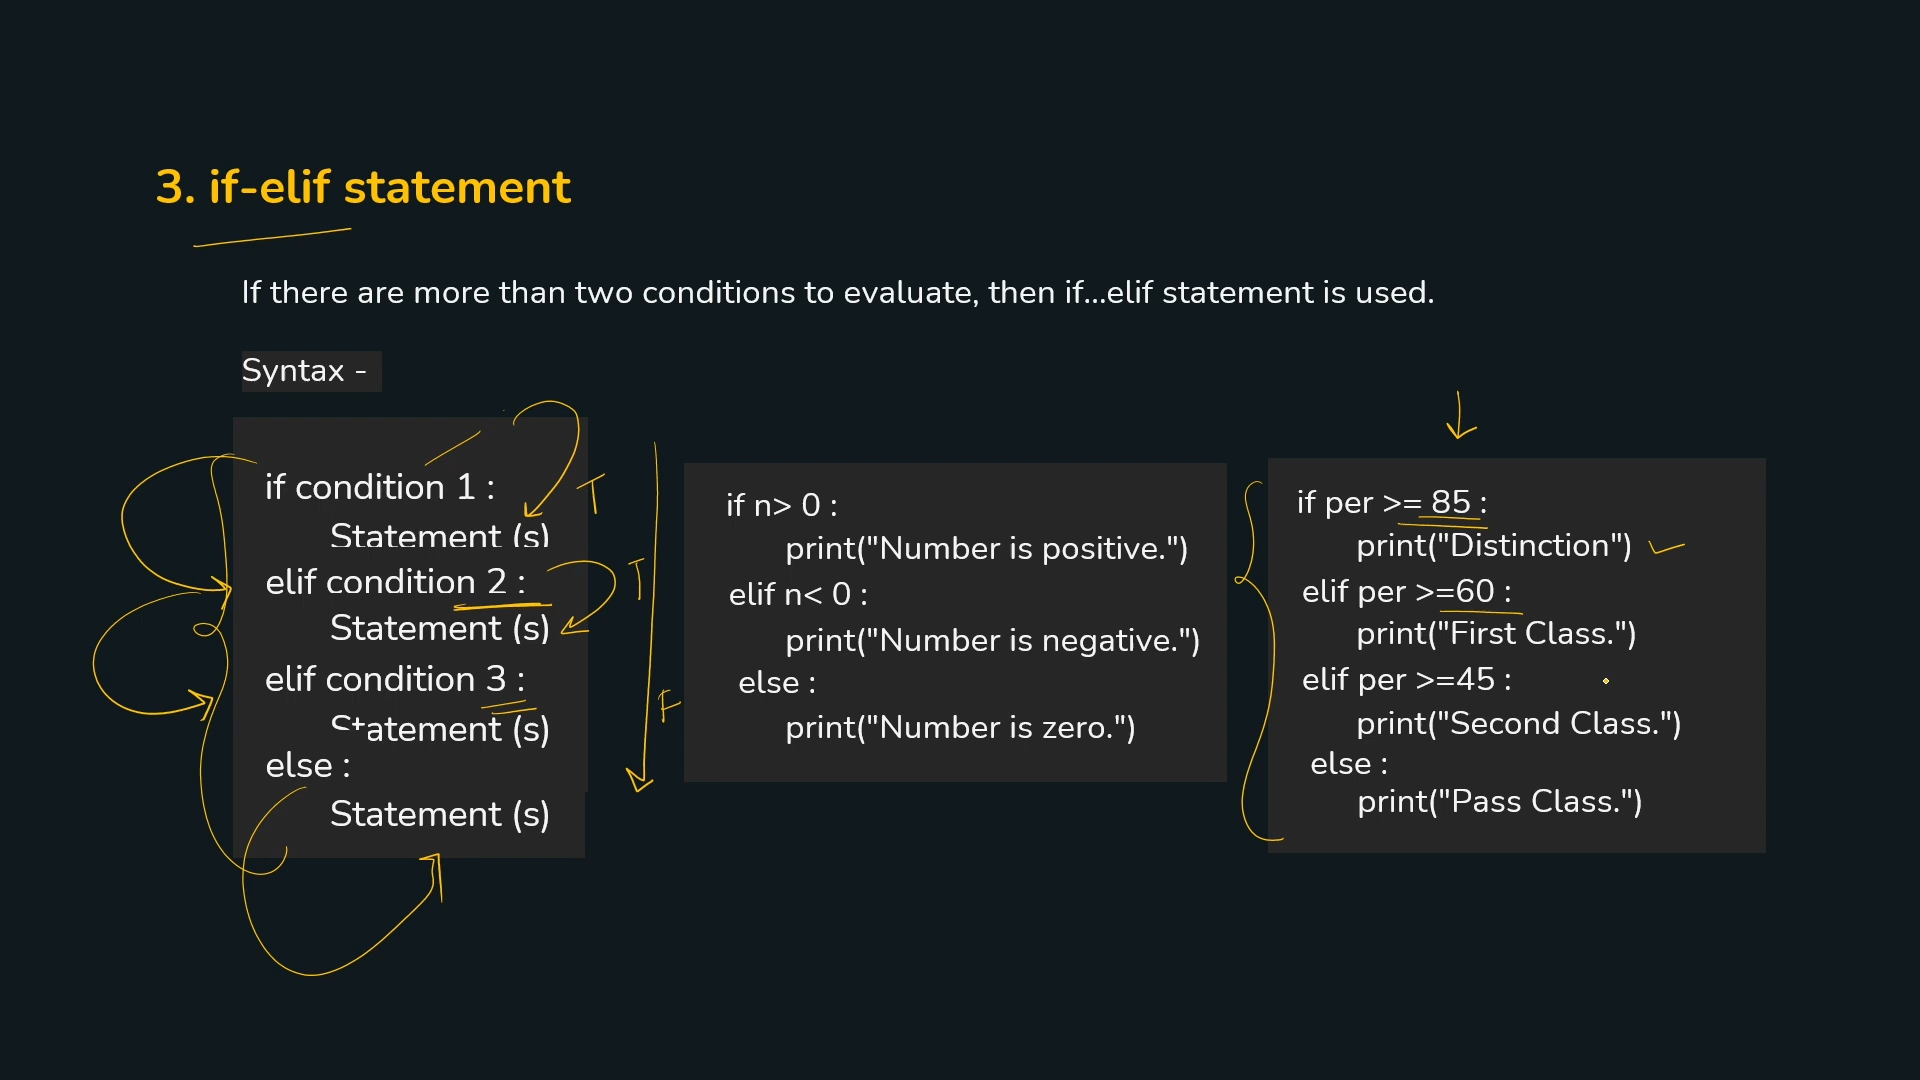 3. if-elif statement
If there are more than two conditions to evaluate, then if...elif statement is used.
Syntax -
if condition 1 :
Statement (s)
elif condition 2 :
Statement (s)
elif condition 3 :
Statement (s)
else :
Statement (s)
T
T
F
if n> 0 :
print("Number is positive.")
elif n< 0 :
print("Number is negative.")
else :
print("Number is zero.")
if per >= 85 :
print("Distinction")
elif per >=60 :
print("First Class.")
elif per >=45 :
print("Second Class.")
else :
print("Pass Class.")